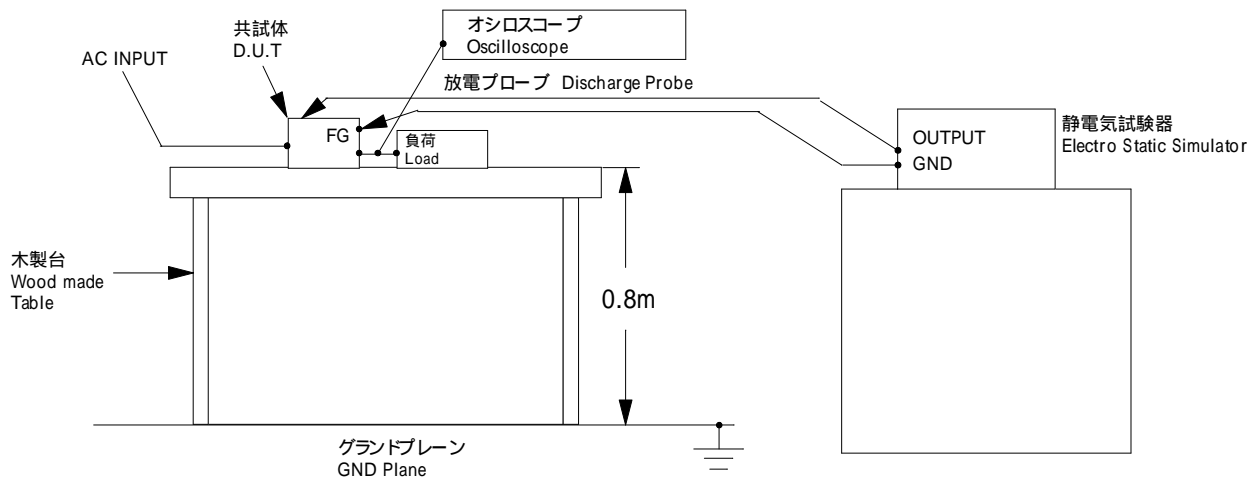 共試体
D.U.T
AC INPUT
オシロスコープ
Oscilloscope
放電プローブ Discharge Probe
FG
負荷
Load
OUTPUT
GND
静電気試験器
Electro Static Simulator
木製台
Wood made
Table
0.8m
グランドプレーン
GND Plane